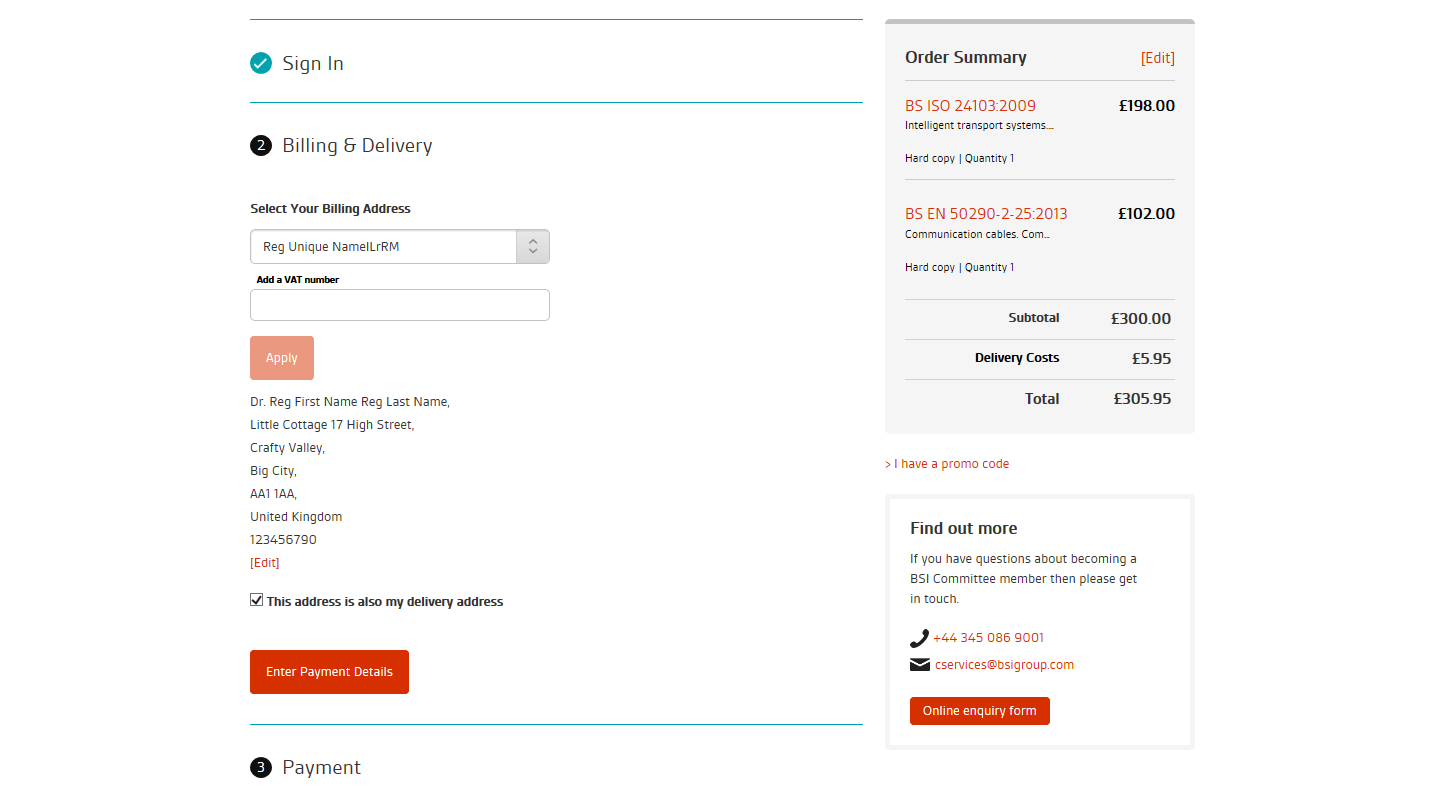 Sign In
2 Billing & Delivery
Select Your Billing Address
Reg Unique NameILrRM
Add a VAT number
Apply
Dr. Reg First Name Reg Last Name,
Little Cottage 17 High Street,
Crafty Valley,
Big City,
AA1 1AA,
United Kingdom
123456790
[Edit]
This address is also my delivery address
Enter Payment Details
3 Payment
Order Summary [Edit]
BS ISO 24103:2009 £198.00
Intelligent transport systems....
Hard copy | Quantity 1
BS EN 50290-2-25:2013 £102.00
Communication cables. Com...
Hard copy | Quantity 1
Subtotal £300.00
Delivery Costs £5.95
Total £305.95
> I have a promo code
Find out more
If you have questions about becoming a
BSI Committee member then please get
in touch.
+44 345 086 9001
cservices@bsigroup.com
Online enquiry form